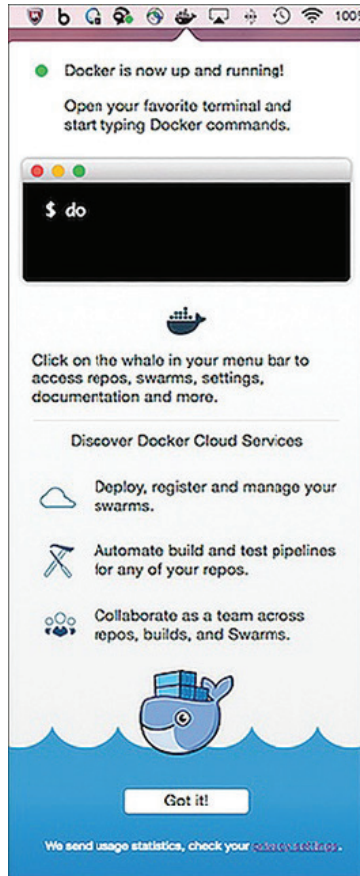 100%
Docker is now up and running!
Open your favorite terminal and
start typing Docker commands.
$ do
Click on the whale in your menu bar to
access repos, swarms, settings,
documentation and more.
Discover Docker Cloud Services
Deploy, register and manage your
swarms.
Automate build and test pipelines
for any of your repos.
Collaborate as a team across
repos, builds, and Swarms.
Got it!
We send usage statistics, check your privacy settings.